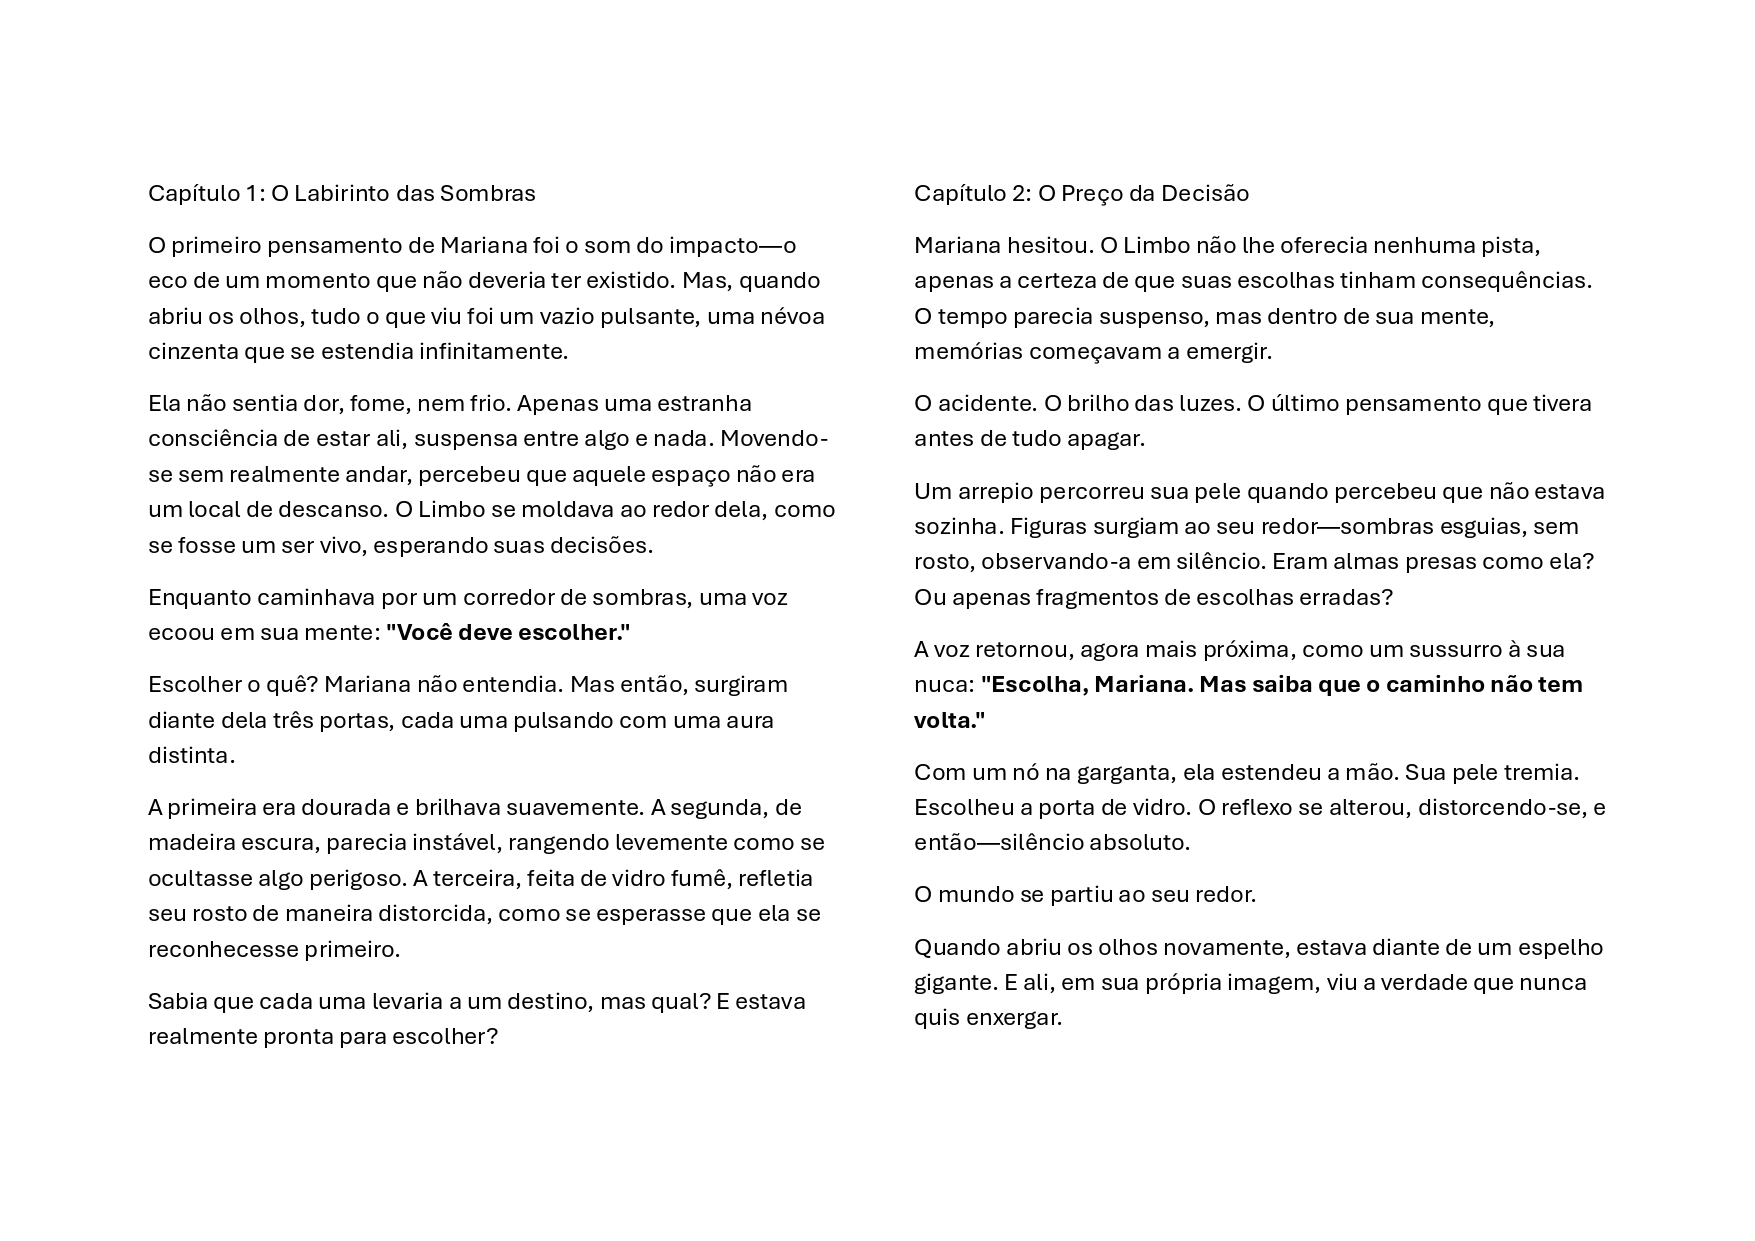 Capítulo 1: O Labirinto das Sombras
O primeiro pensamento de Mariana foi o som do impacto—o
eco de um momento que não deveria ter existido. Mas, quando
abriu os olhos, tudo o que viu foi um vazio pulsante, uma névoa
cinzenta que se estendia infinitamente.
Ela não sentia dor, fome, nem frio. Apenas uma estranha
consciência de estar ali, suspensa entre algo e nada. Movendo-
se sem realmente andar, percebeu que aquele espaço não era
um local de descanso. O Limbo se moldava ao redor dela, como
se fosse um ser vivo, esperando suas decisões.
Enquanto caminhava por um corredor de sombras, uma voz
ecoou em sua mente: "Você deve escolher."
Escolher o quê? Mariana não entendia. Mas então, surgiram
diante dela três portas, cada uma pulsando com uma aura
distinta.
A primeira era dourada e brilhava suavemente. A segunda, de
madeira escura, parecia instável, rangendo levemente como se
ocultasse algo perigoso. A terceira, feita de vidro fumê, refletia
seu rosto de maneira distorcida, como se esperasse que ela se
reconhecesse primeiro.
Sabia que cada uma levaria a um destino, mas qual? E estava
realmente pronta para escolher?
Capítulo 2: O Preço da Decisão
Mariana hesitou. O Limbo não lhe oferecia nenhuma pista,
apenas a certeza de que suas escolhas tinham consequências.
O tempo parecia suspenso, mas dentro de sua mente,
memórias começavam a emergir.
O acidente. O brilho das luzes. O último pensamento que tivera
antes de tudo apagar.
Um arrepio percorreu sua pele quando percebeu que não estava
sozinha. Figuras surgiam ao seu redor—sombras esguias, sem
rosto, observando-a em silêncio. Eram almas presas como ela?
Ou apenas fragmentos de escolhas erradas?
A voz retornou, agora mais próxima, como um sussurro à sua
nuca: "Escolha, Mariana. Mas saiba que o caminho não tem
volta."
Com um nó na garganta, ela estendeu a mão. Sua pele tremia.
Escolheu a porta de vidro. O reflexo se alterou, distorcendo-se, e
então—silêncio absoluto.
O mundo se partiu ao seu redor.
Quando abriu os olhos novamente, estava diante de um espelho
gigante. E ali, em sua própria imagem, viu a verdade que nunca
quis enxergar.